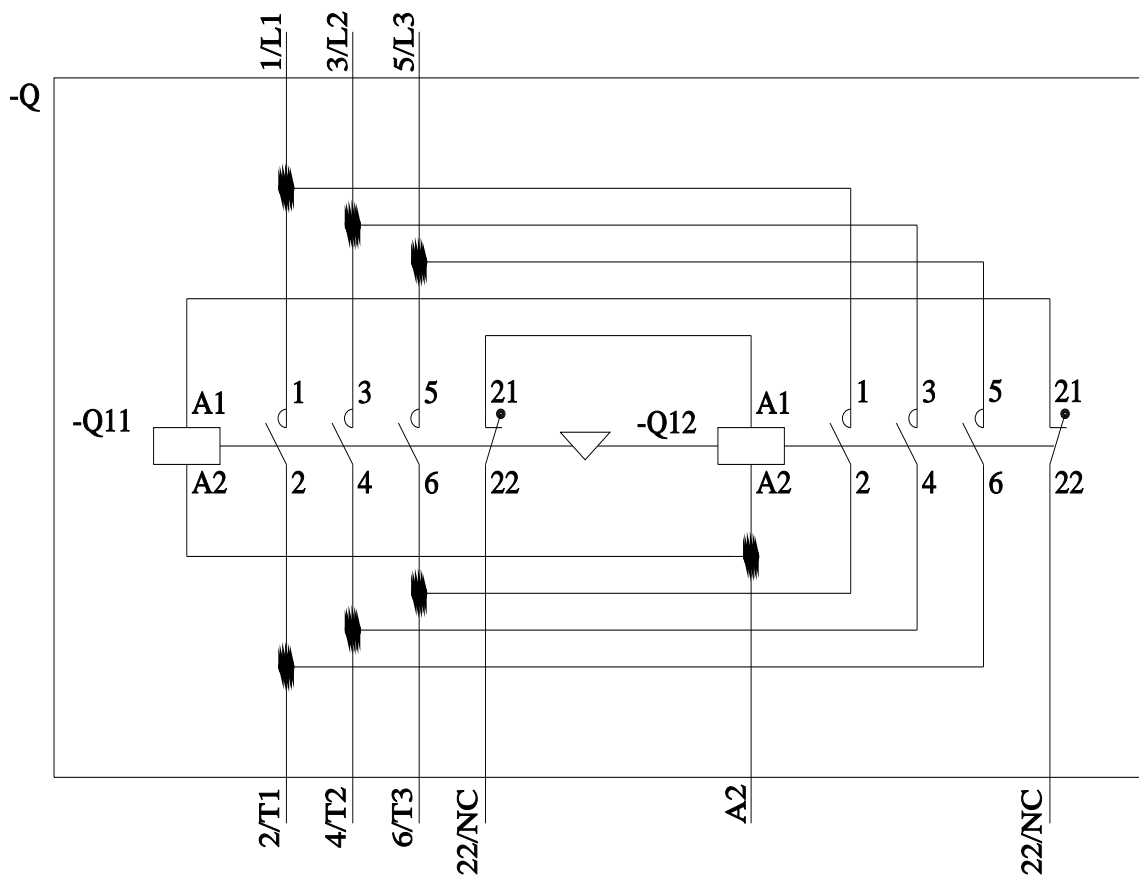 1/L1 3/L2 5/L3
-Q
A1 1 3 5 21 A1 1 3 5 21
-Q11 -Q12
A2 2 4 6 22 A2 2 4 6 22
2/T1 4/T2 6/T3 22/NC A2 22/NC